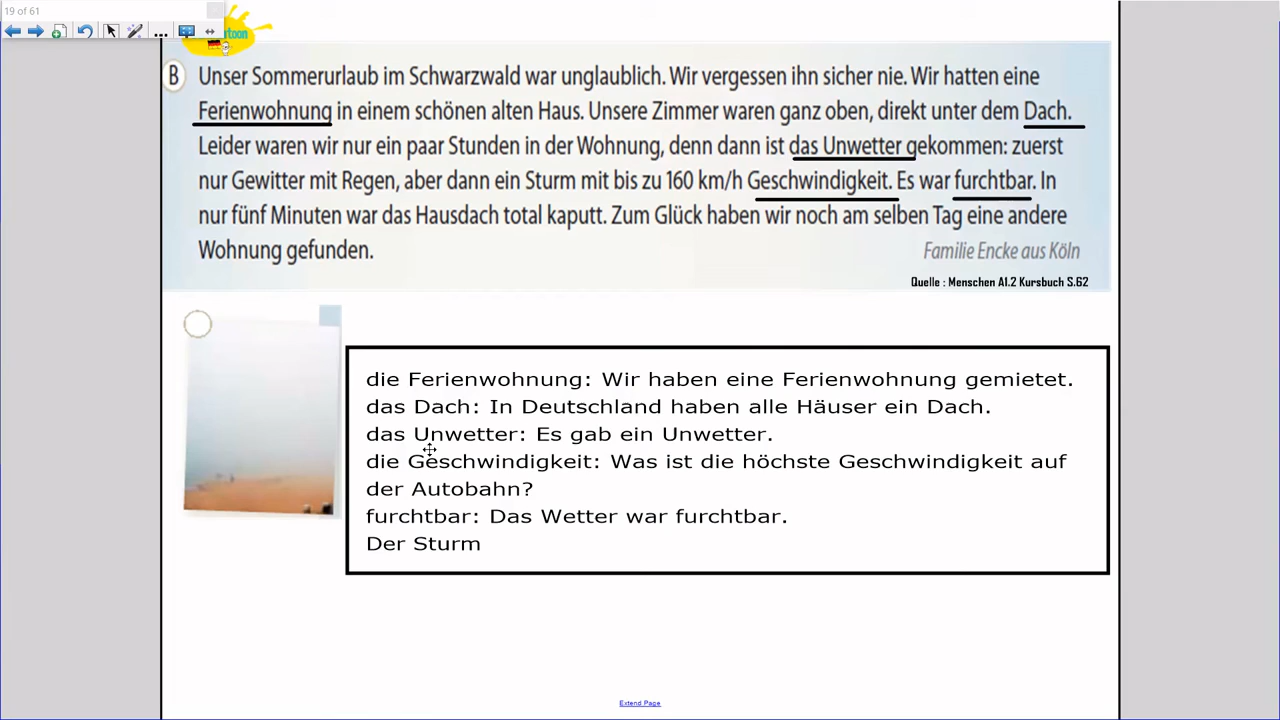 19 of 61
toon
B
Unser Sommerurlaub im Schwarzwald war unglaublich. Wir vergessen ihn sicher nie. Wir hatten eine
Ferienwohnung in einem schönen alten Haus. Unsere Zimmer waren ganz oben, direkt unter dem Dach.
Leider waren wir nur ein paar Stunden in der Wohnung, denn dann ist das Unwetter gekommen: zuerst
nur Gewitter mit Regen, aber dann ein Sturm mit bis zu 160 km/h Geschwindigkeit. Es war furchtbar. In
nur fünf Minuten war das Hausdach total kaputt. Zum Glück haben wir noch am selben Tag eine andere
Wohnung gefunden.
Familie Encke aus Köln
Quelle : Menschen A1.2 Kursbuch S.62
die Ferienwohnung: Wir haben eine Ferienwohnung gemietet.
das Dach: In Deutschland haben alle Häuser ein Dach.
das Unwetter: Es gab ein Unwetter.
die Geschwindigkeit: Was ist die höchste Geschwindigkeit auf
der Autobahn?
furchtbar: Das Wetter war furchtbar.
Der Sturm
Extend Page